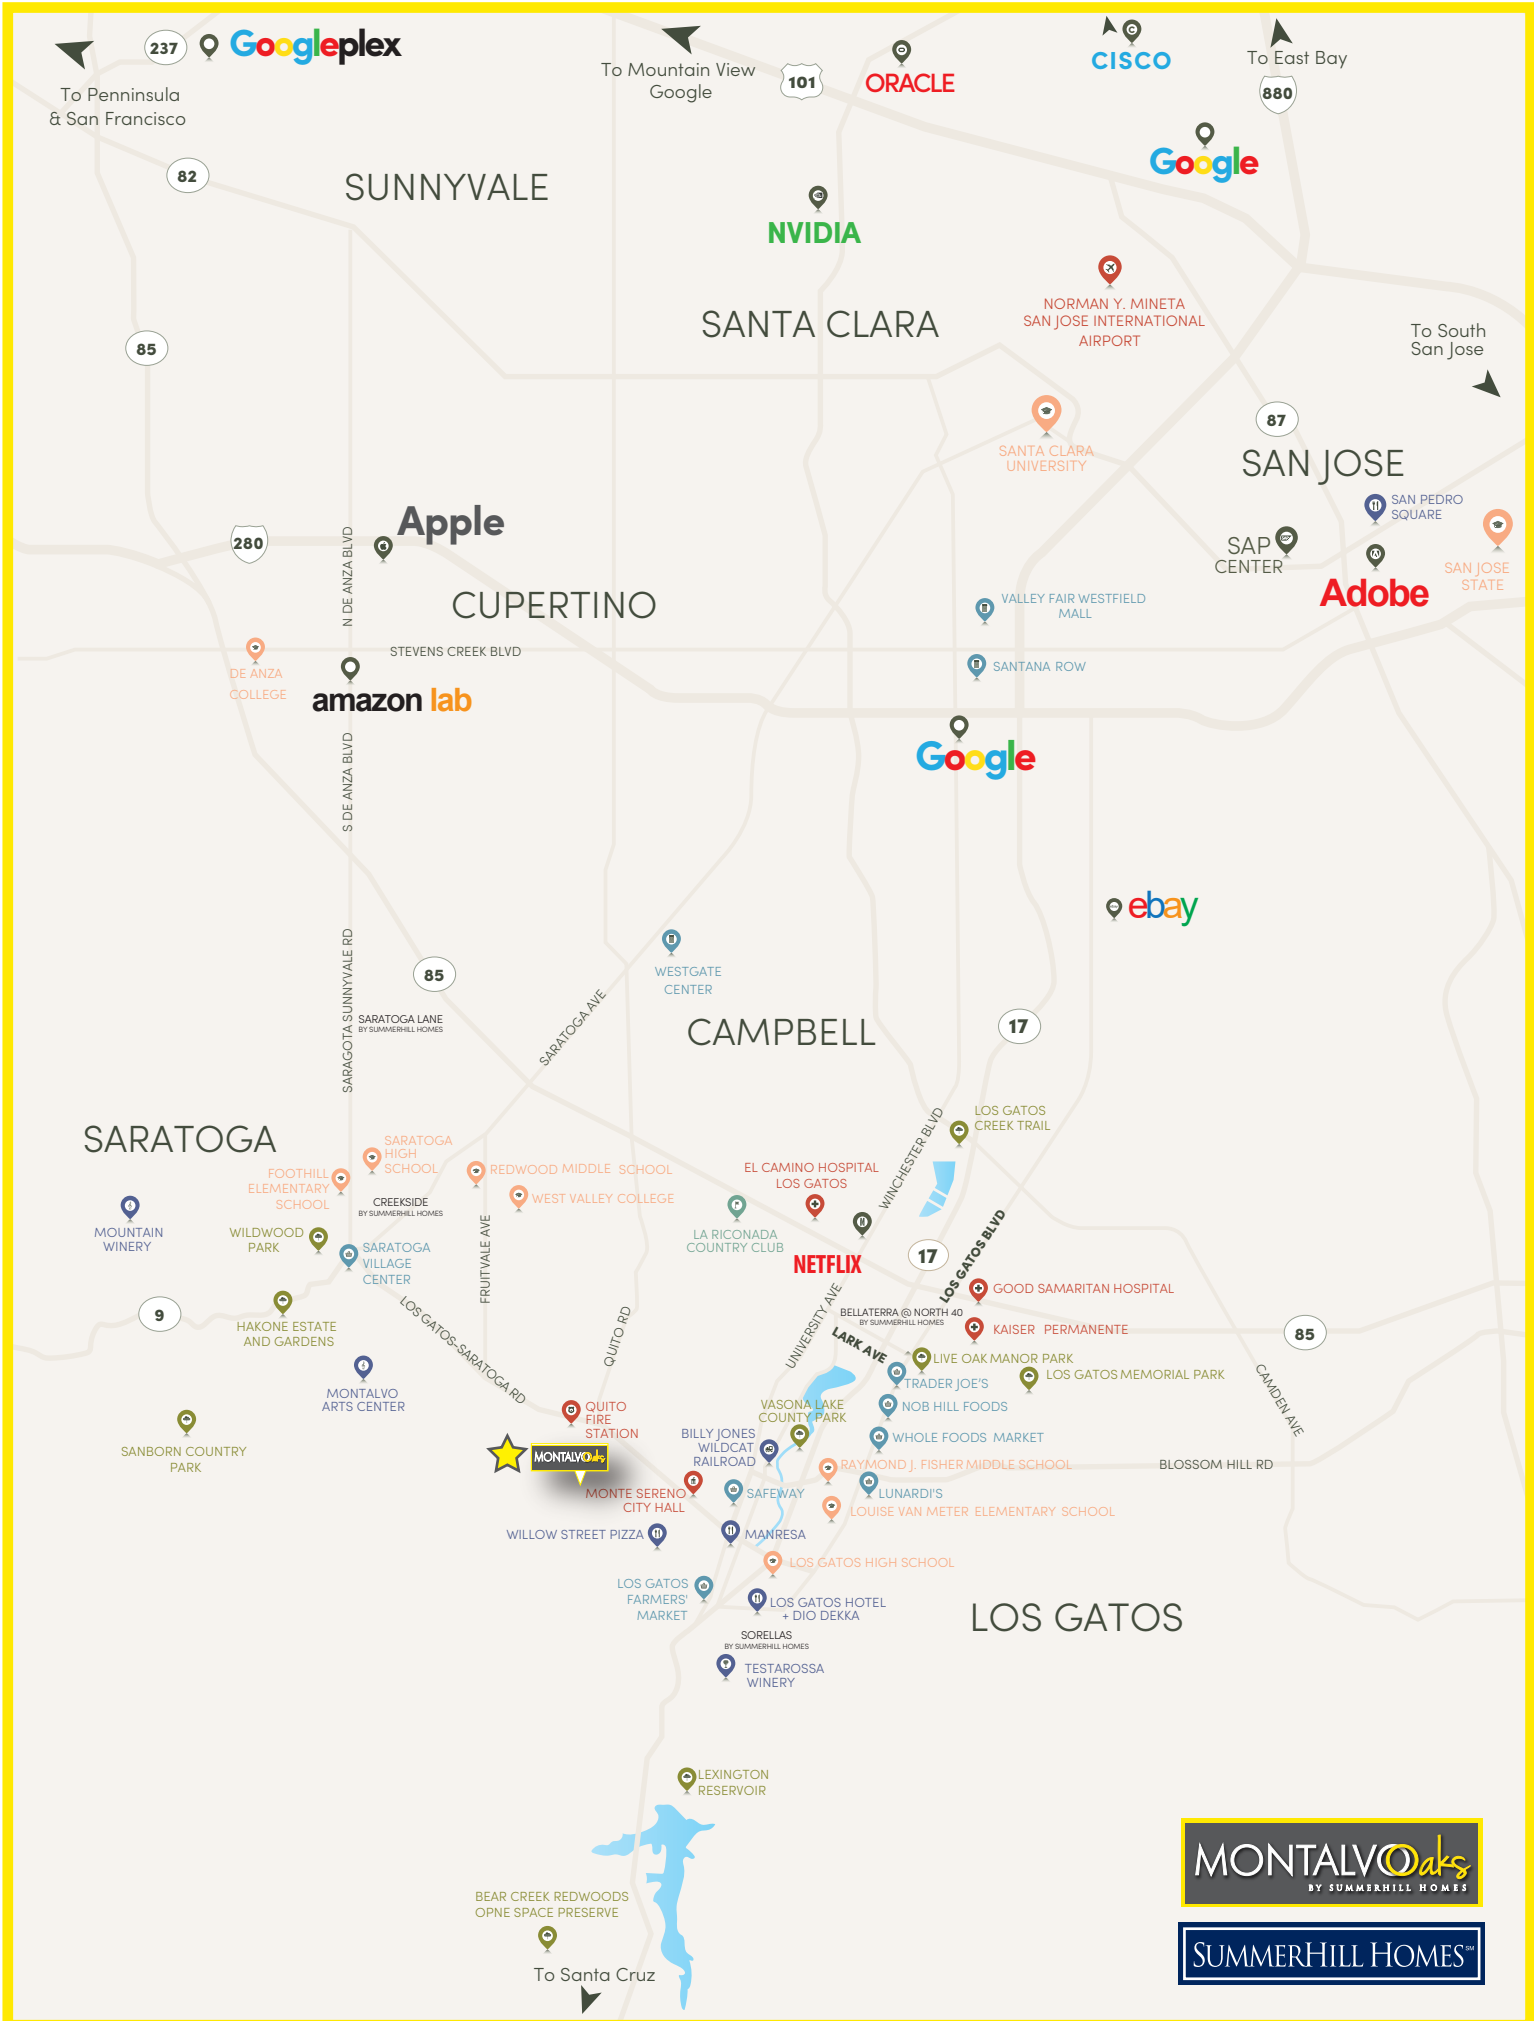 237
Googleplex
To Penninsula
& San Francisco
To Mountain View
Google
101
ORACLE
CISCO
To East Bay
880
Google
82
SUNNYVALE
NVIDIA
NORMAN Y. MINETA
SAN JOSE INTERNATIONAL
AIRPORT
SANTA CLARA
To South
San Jose
85
87
SANTA CLARA
UNIVERSITY
SAN JOSE
SAN PEDRO
SQUARE
Apple
280
N DE ANZA BLVD
SAP
CENTER
Adobe
SAN JOSE
STATE
CUPERTINO
VALLEY FAIR WESTFIELD
MALL
STEVENS CREEK BLVD
SANTANA ROW
DE ANZA
COLLEGE
amazon lab
S DE ANZA BLVD
Google
ebay
WESTGATE
CENTER
85
SARAGOTA SUNNYVALE RD
SARATOGA LANE
BY SUMMERHILL HOMES
SARATOGA AVE
CAMPBELL
17
LOS GATOS
CREEK TRAIL
WINCHESTER BLVD
SARATOGA
SARATOGA
HIGH
SCHOOL
FOOTHILL
ELEMENTARY
SCHOOL
REDWOOD MIDDLE SCHOOL
WEST VALLEY COLLEGE
EL CAMINO HOSPITAL
LOS GATOS
CREEKSIDE
BY SUMMERHILL HOMES
MOUNTAIN
WINERY
WILDWOOD
PARK
SARATOGA
VILLAGE
CENTER
FRUITVALE AVE
LA RICONADA
COUNTRY CLUB
N
NETFLIX
17
LOS GATOS BLVD
GOOD SAMARITAN HOSPITAL
9
HAKONE ESTATE
AND GARDENS
LOS GATOS-SARATOGA RD
QUITO RD
UNIVERSITY AVE
BELLATERRA @ NORTH 40
BY SUMMERHILL HOMES
KAISER PERMANENTE
85
LARK AVE
LIVE OAK MANOR PARK
LOS GATOS MEMORIAL PARK
TRADER JOE'S
CAMDEN AVE
MONTALVO
ARTS CENTER
VASONA LAKE
COUNTY PARK
NOB HILL FOODS
QUITO
FIRE
STATION
SANBORN COUNTRY
PARK
BILLY JONES
WILDCAT
RAILROAD
WHOLE FOODS MARKET
MONTALVO Oaks
RAYMOND J. FISHER MIDDLE SCHOOL
BLOSSOM HILL RD
MONTE SERENO
CITY HALL
SAFEWAY
LUNARDI'S
LOUISE VAN METER ELEMENTARY SCHOOL
WILLOW STREET PIZZA
MANRESA
LOS GATOS HIGH SCHOOL
LOS GATOS
FARMERS'
MARKET
LOS GATOS HOTEL
+ DIO DEKKA
LOS GATOS
SORELLAS
BY SUMMERHILL HOMES
TESTAROSSA
WINERY
LEXINGTON
RESERVOIR
BEAR CREEK REDWOODS
OPNE SPACE PRESERVE
To Santa Cruz
MONTALVO Oaks
BY SUMMERHILL HOMES
SUMMERHILL HOMES SM